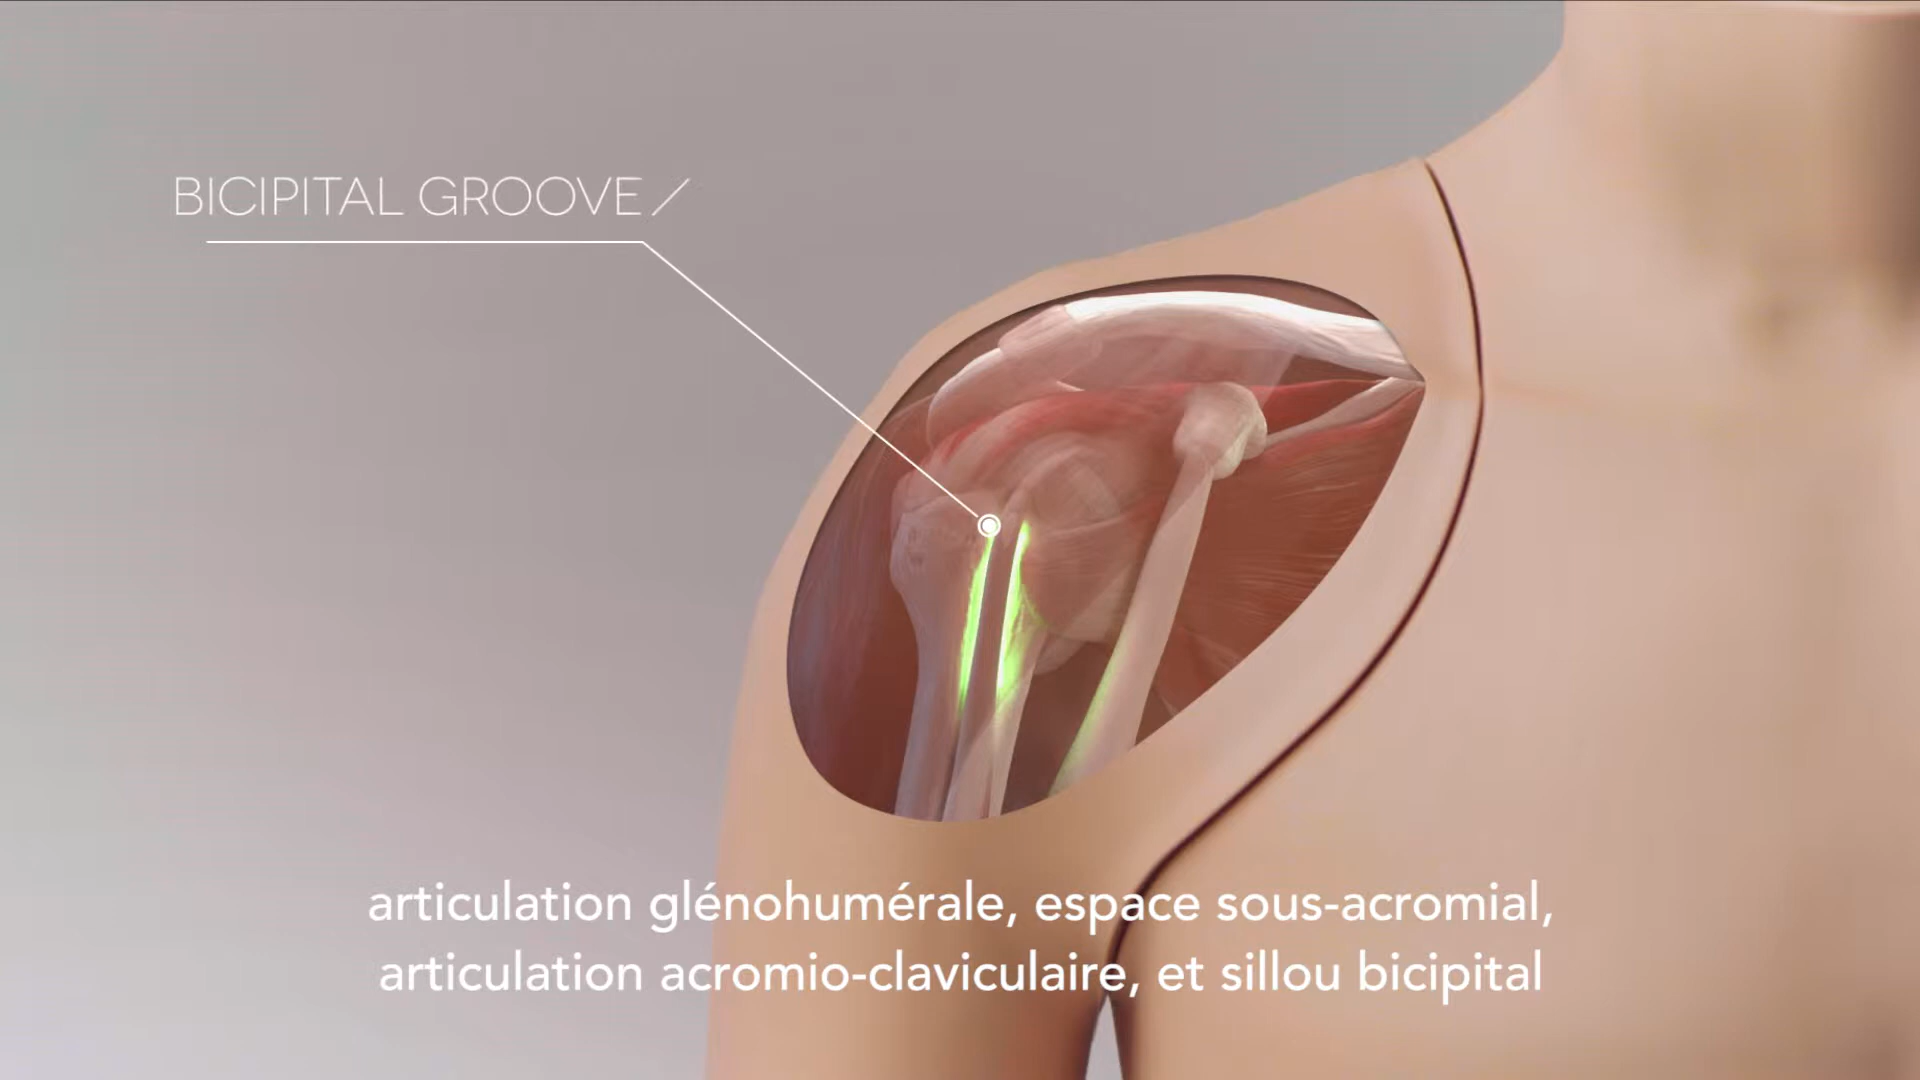 BICIPITAL GROOVE /
articulation glénohumérale, espace sous-acromial,
articulation acromio-claviculaire, et sillou bicipital